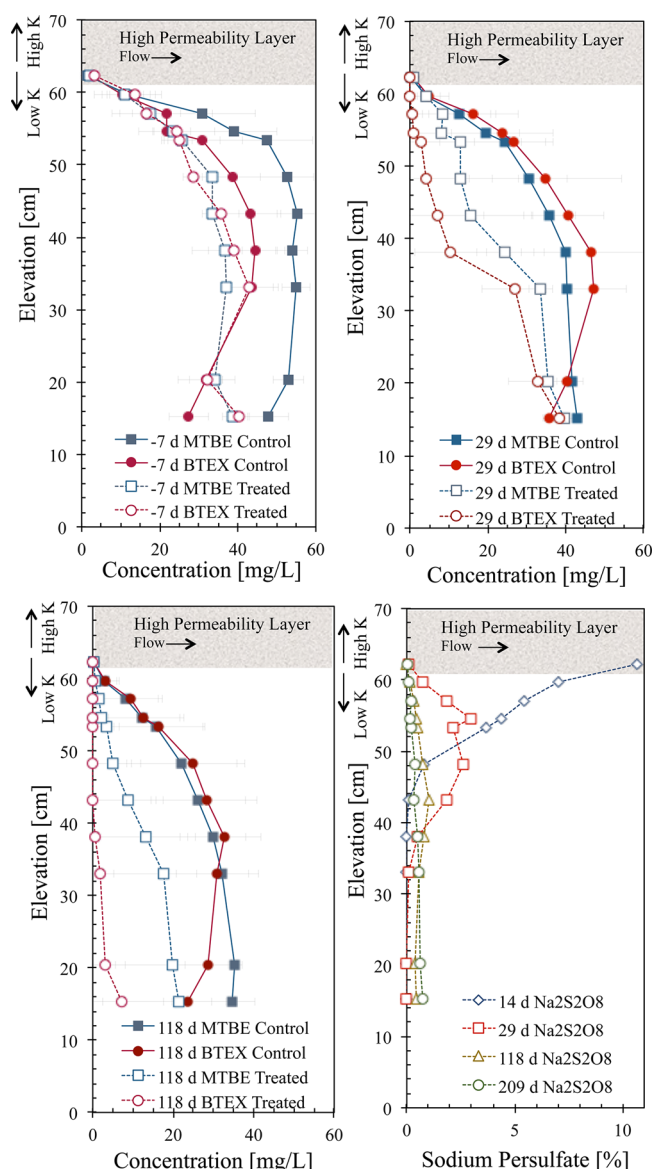 70
High K
High Permeability Layer
Flow
60
Low K
50
40
Elevation [cm]
30
20
10
0
-7 d MTBE Control
-7 d BTEX Control
-7 d MTBE Treated
-7 d BTEX Treated
0 20 40 60
Concentration [mg/L]
70
High K
High Permeability Layer
Flow
60
Low K
50
40
Elevation [cm]
30
20
10
0
29 d MTBE Control
29 d BTEX Control
29 d MTBE Treated
29 d BTEX Treated
0 20 40 60
Concentration [mg/L]
70
High K
High Permeability Layer
Flow
60
Low K
50
40
Elevation [cm]
30
20
10
0
118 d MTBE Control
118 d BTEX Control
118 d MTBE Treated
118 d BTEX Treated
0 20 40 60
Concentration [mg/L]
70
High K
High Permeability Layer
Flow
60
Low K
50
40
Elevation [cm]
30
20
10
0
14 d Na2S2O8
29 d Na2S2O8
118 d Na2S2O8
209 d Na2S2O8
0 5 10
Sodium Persulfate [%]